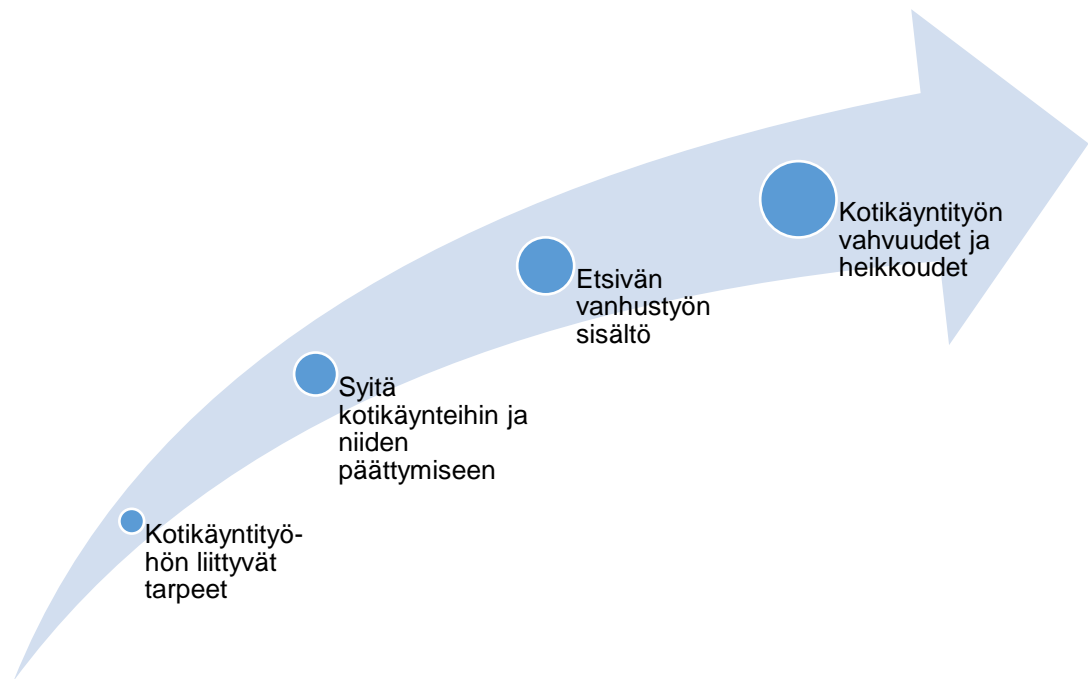 Kotikäyntityön
vahvuudet ja
heikkoudet
Etsivän
vanhustyön
sisältö
Syitä
kotikäynteihin ja
niiden
päättymiseen
Kotikäyntityö-
hön liittyvät
tarpeet